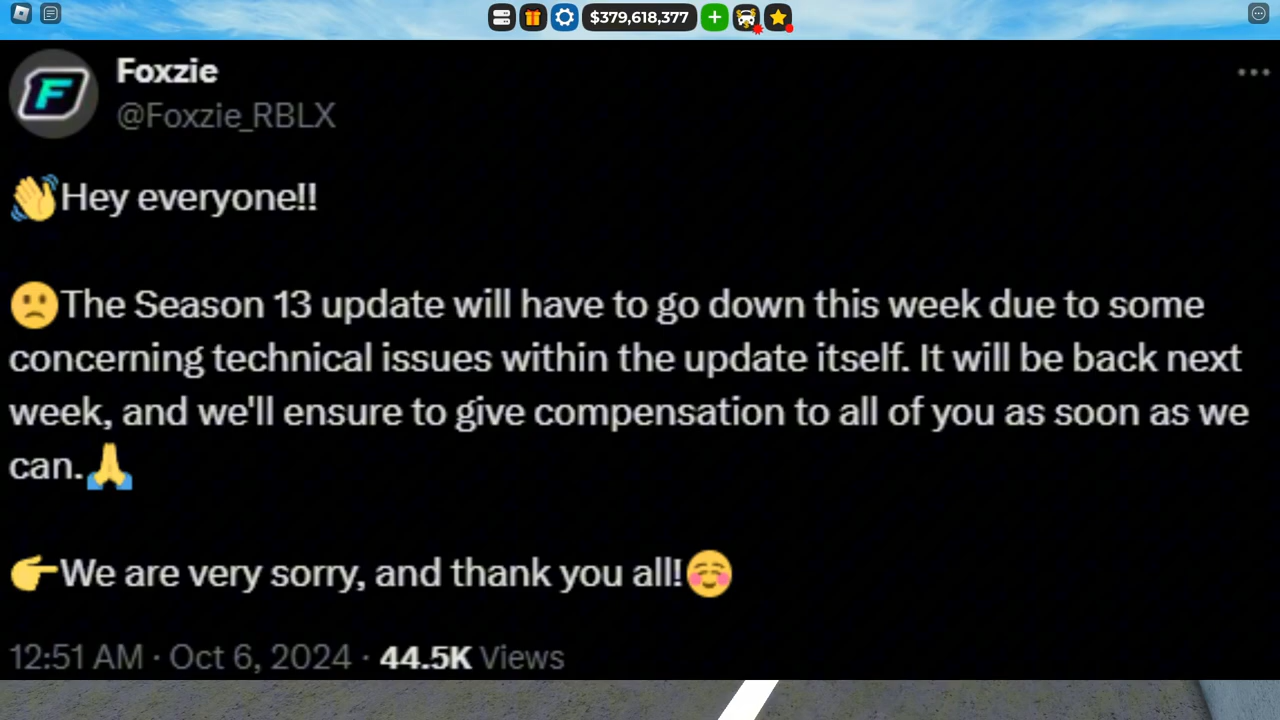 $379,618,377
Foxzie
@Foxzie_RBLX
👋Hey everyone!!
🙁The Season 13 update will have to go down this week due to some
concerning technical issues within the update itself. It will be back next
week, and we'll ensure to give compensation to all of you as soon as we
can.🙏
👉We are very sorry, and thank you all!☺️
12:51 AM · Oct 6, 2024 · 44.5K Views